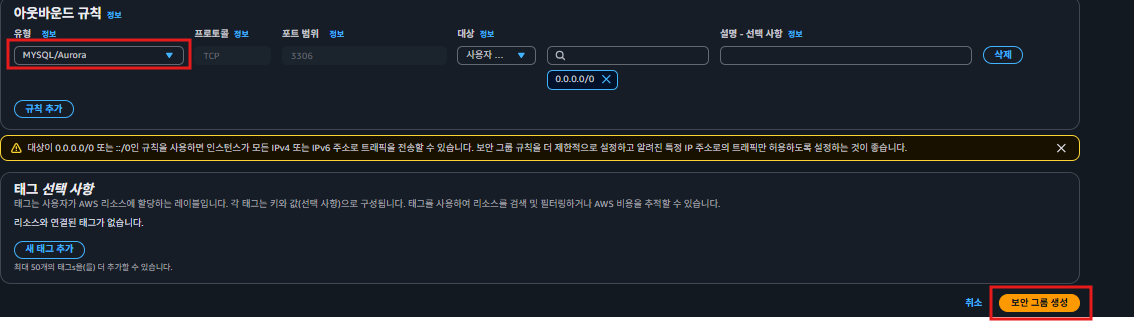 아웃바운드 규칙 정보
유형 정보 프로토콜 정보 포트 범위 정보 대상 정보 설명 - 선택 사항 정보
MYSQL/Aurora TCP 3306 사용자 ... 삭제
0.0.0.0/0
규칙 추가
대상이 0.0.0.0/0 또는 ::/0인 규칙을 사용하면 인스턴스가 모든 IPv4 또는 IPv6 주소로 트래픽을 전송할 수 있습니다. 보안 그룹 규칙을 더 제한적으로 설정하고 알려진 특정 IP 주소로의 트래픽만 허용하도록 설정하는 것이 좋습니다.
태그 선택 사항
태그는 사용자가 AWS 리소스에 할당하는 레이블입니다. 각 태그는 키와 값(선택 사항)으로 구성됩니다. 태그를 사용하여 리소스를 검색 및 필터링하거나 AWS 비용을 추적할 수 있습니다.
리소스와 연결된 태그가 없습니다.
새 태그 추가
최대 50개의 태그s을(를) 더 추가할 수 있습니다.
취소 보안 그룹 생성